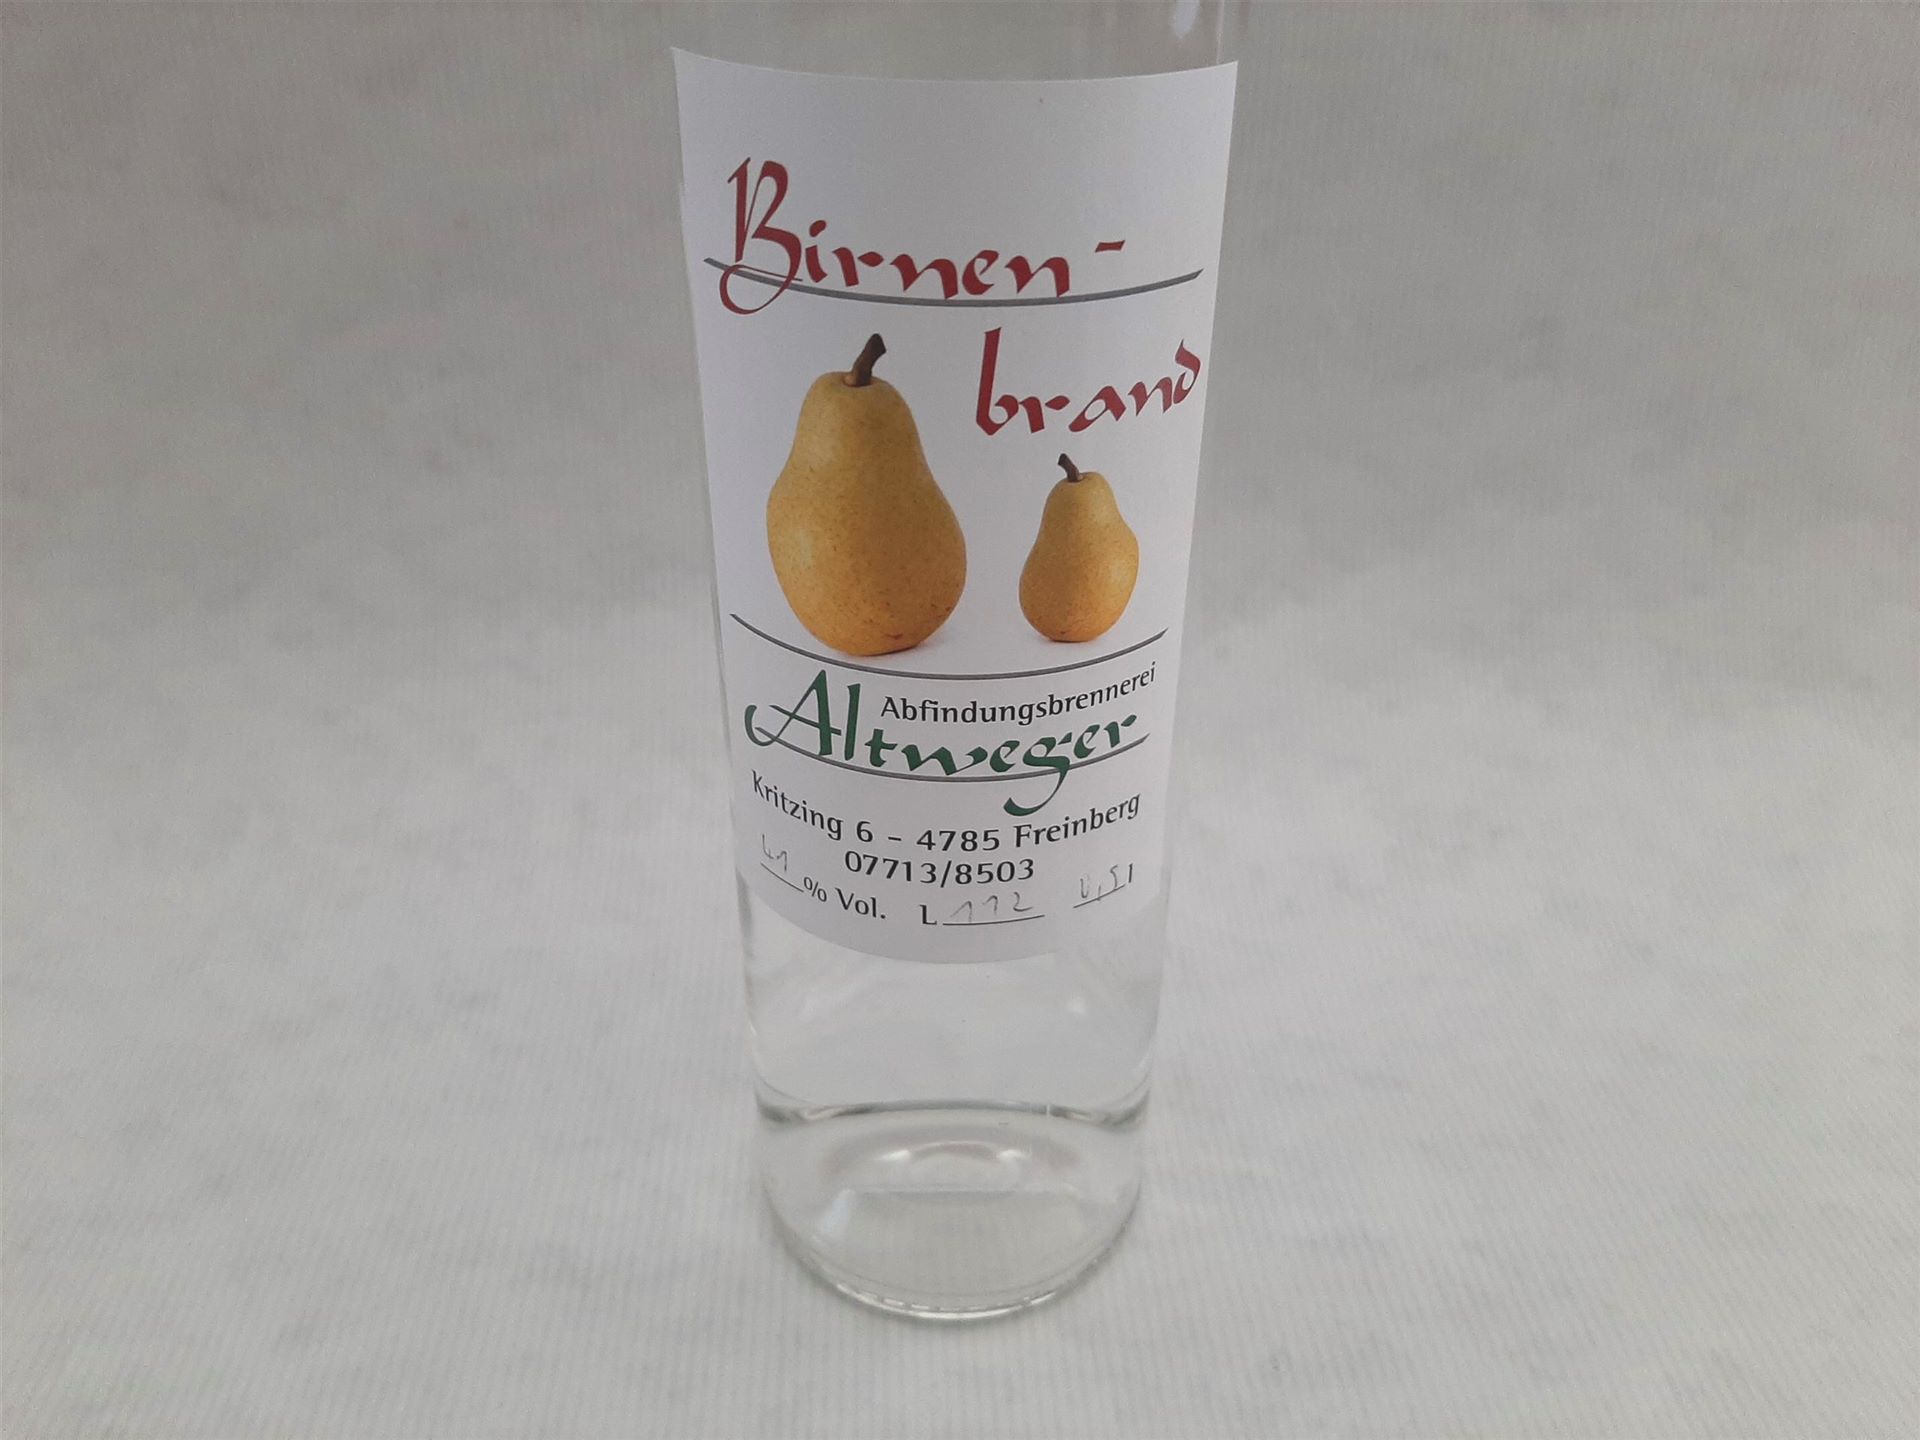 Birnen-
brand
Abfindungsbrennerei
Altweger
Kritzing 6 – 4785 Freinberg
07713/8503
41 % Vol. L 112 0,5 l